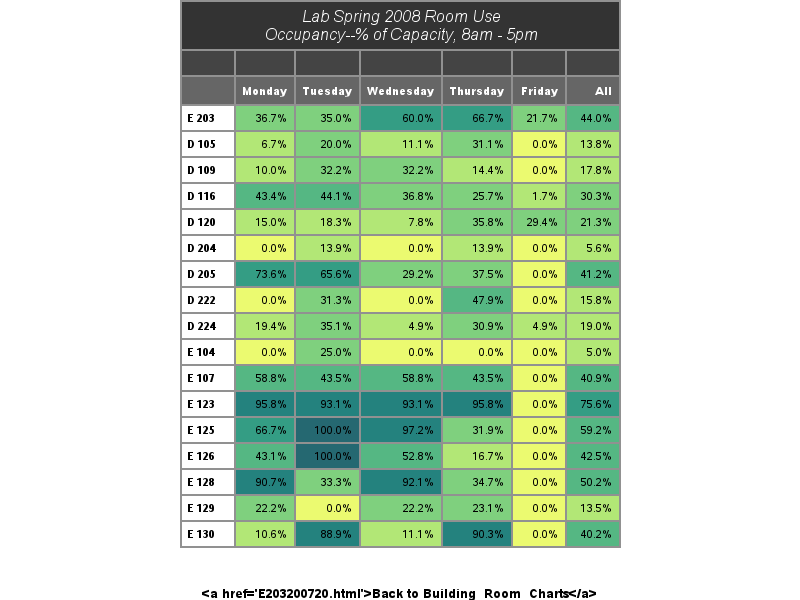 Lab Spring 2008 Room Use
Occupancy--% of Capacity, 8am - 5pm
Monday Tuesday Wednesday Thursday Friday All
E 203 36.7% 35.0% 60.0% 66.7% 21.7% 44.0%
D 105 6.7% 20.0% 11.1% 31.1% 0.0% 13.8%
D 109 10.0% 32.2% 32.2% 14.4% 0.0% 17.8%
D 116 43.4% 44.1% 36.8% 25.7% 1.7% 30.3%
D 120 15.0% 18.3% 7.8% 35.8% 29.4% 21.3%
D 204 0.0% 13.9% 0.0% 13.9% 0.0% 5.6%
D 205 73.6% 65.6% 29.2% 37.5% 0.0% 41.2%
D 222 0.0% 31.3% 0.0% 47.9% 0.0% 15.8%
D 224 19.4% 35.1% 4.9% 30.9% 4.9% 19.0%
E 104 0.0% 25.0% 0.0% 0.0% 0.0% 5.0%
E 107 58.8% 43.5% 58.8% 43.5% 0.0% 40.9%
E 123 95.8% 93.1% 93.1% 95.8% 0.0% 75.6%
E 125 66.7% 100.0% 97.2% 31.9% 0.0% 59.2%
E 126 43.1% 100.0% 52.8% 16.7% 0.0% 42.5%
E 128 90.7% 33.3% 92.1% 34.7% 0.0% 50.2%
E 129 22.2% 0.0% 22.2% 23.1% 0.0% 13.5%
E 130 10.6% 88.9% 11.1% 90.3% 0.0% 40.2%
<a href='E203200720.html'>Back to Building_Room_Charts</a>